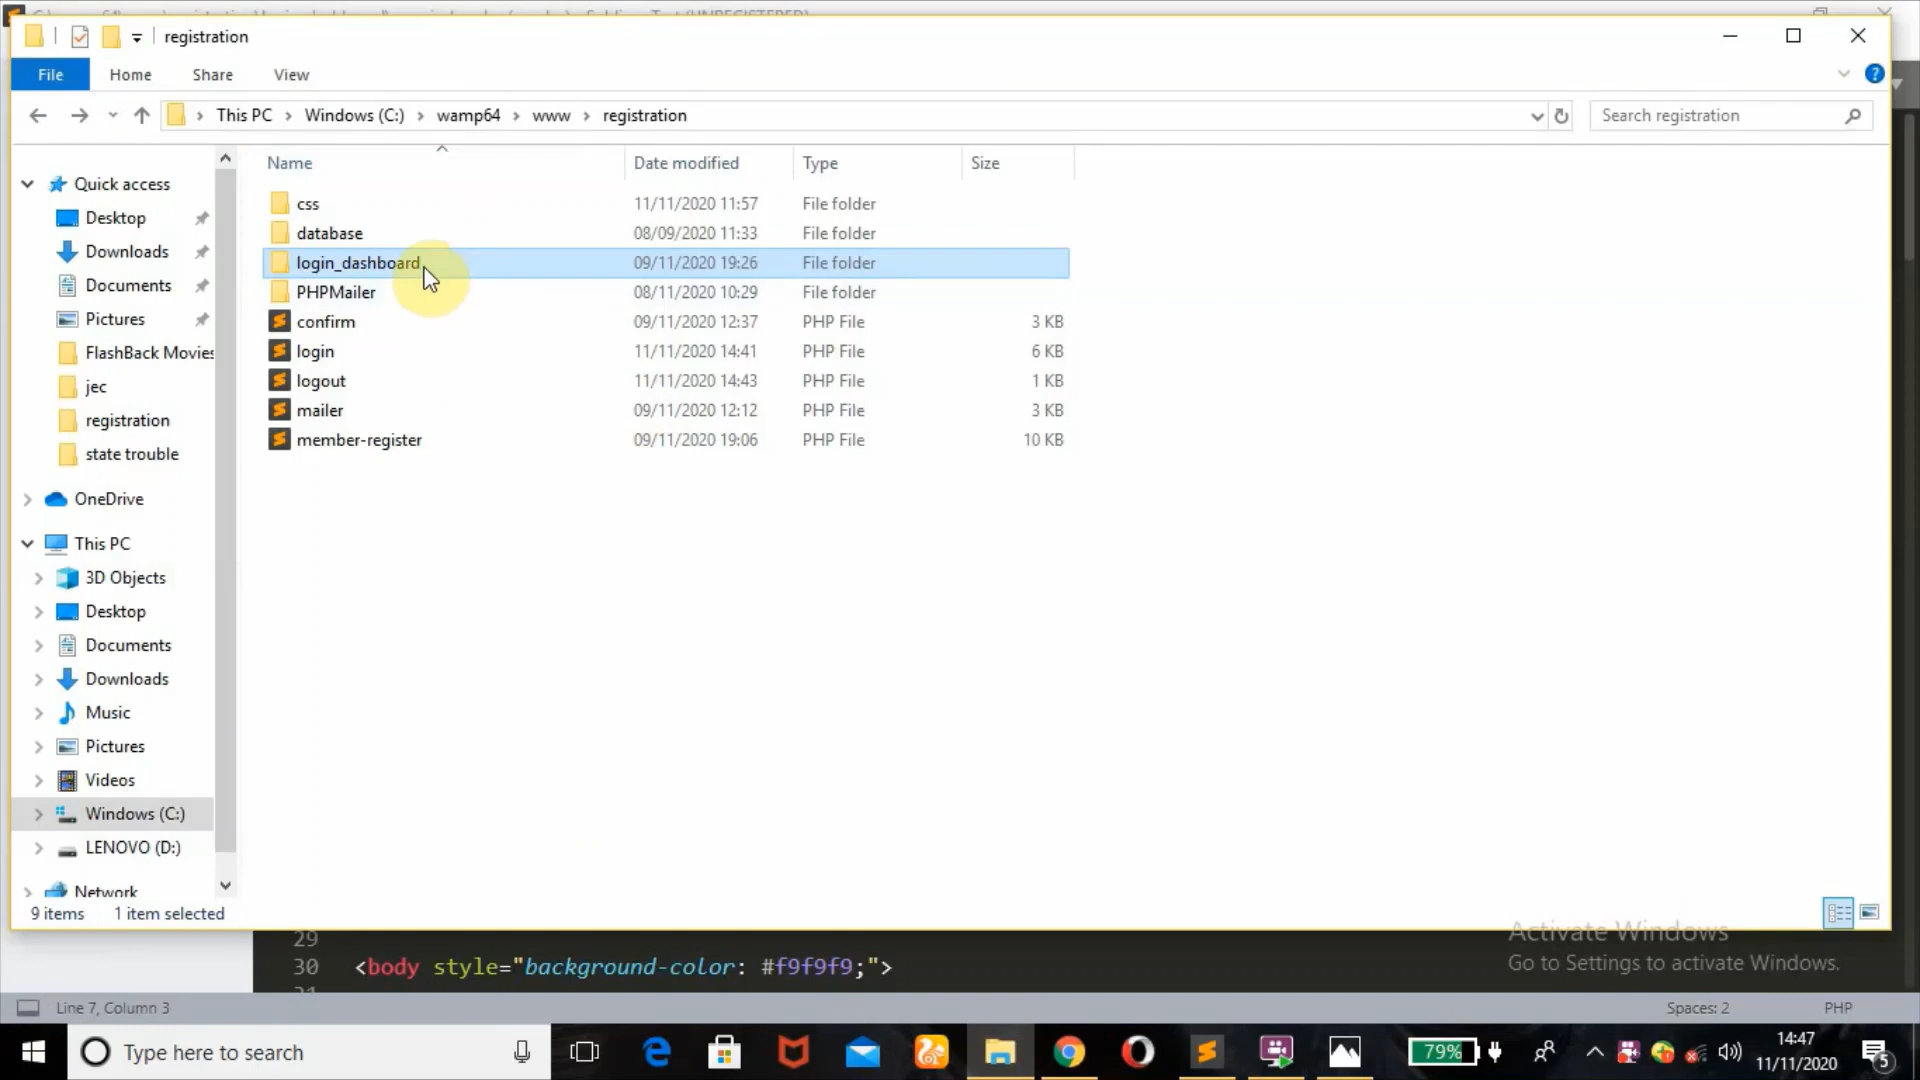 registration
File Home Share View
This PC Windows (C:) wamp64 www registration Search registration
Name Date modified Type Size
Quick access
Desktop
Downloads
Documents
Pictures
FlashBack Movies
jec
registration
state trouble
OneDrive
This PC
3D Objects
Desktop
Documents
Downloads
Music
Pictures
Videos
Windows (C:)
LENOVO (D:)
Network
css 11/11/2020 11:57 File folder
database 08/09/2020 11:33 File folder
login_dashboard 09/11/2020 19:26 File folder
PHPMailer 08/11/2020 10:29 File folder
confirm 09/11/2020 12:37 PHP File 3 KB
login 11/11/2020 14:41 PHP File 6 KB
logout 11/11/2020 14:43 PHP File 1 KB
mailer 09/11/2020 12:12 PHP File 3 KB
member-register 09/11/2020 19:06 PHP File 10 KB
9 items 1 item selected
Activate Windows
Go to Settings to activate Windows.
29
30 <body style="background-color: #f9f9f9;">
Line 7, Column 3 Spaces: 2 PHP
Type here to search
79%
14:47
11/11/2020
5